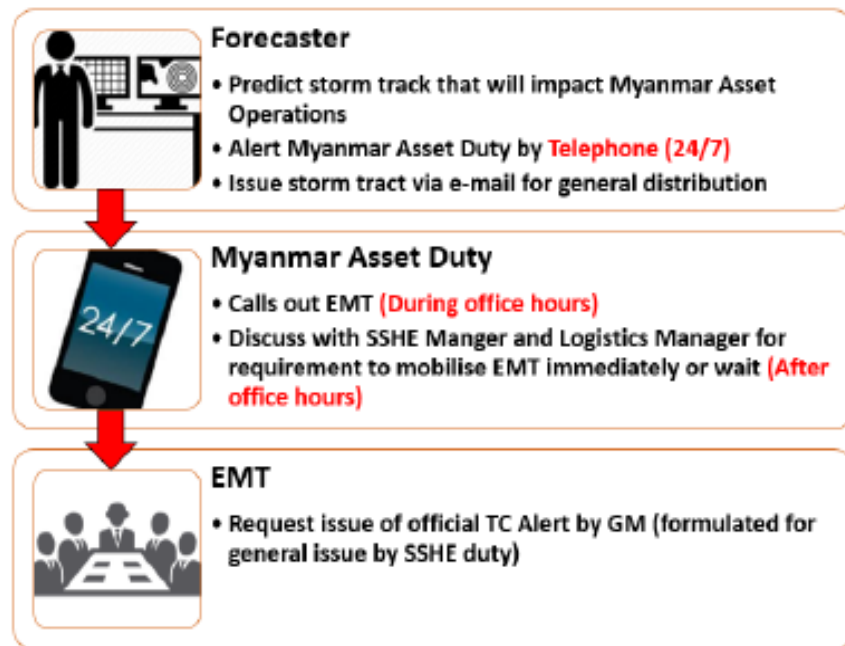 Forecaster
• Predict storm track that will impact Myanmar Asset
Operations
• Alert Myanmar Asset Duty by Telephone (24/7)
• Issue storm tract via e-mail for general distribution
24/7
Myanmar Asset Duty
• Calls out EMT (During office hours)
• Discuss with SSHE Manger and Logistics Manager for
requirement to mobilise EMT immediately or wait (After
office hours)
EMT
• Request issue of official TC Alert by GM (formulated for
general issue by SSHE duty)